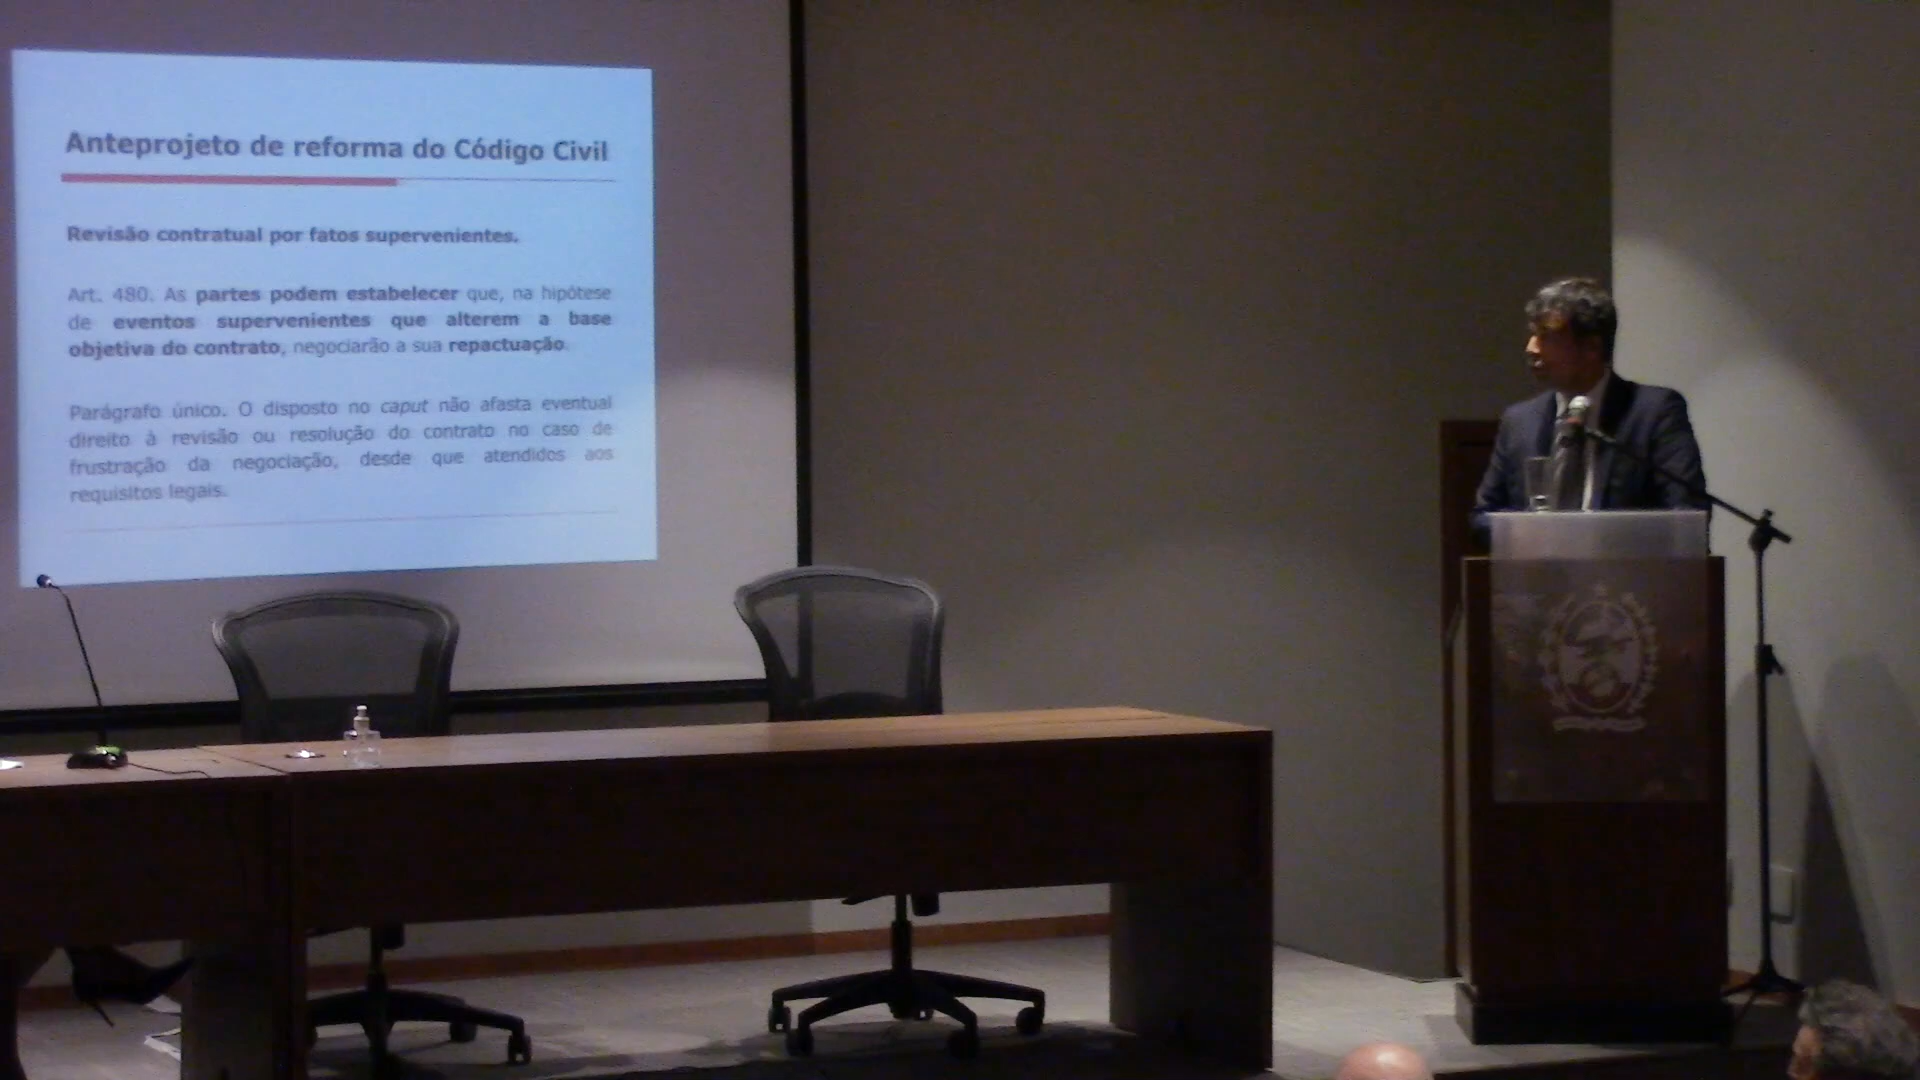 Anteprojeto de reforma do Código Civil
Revisão contratual por fatos supervenientes.
Art. 480. As partes podem estabelecer que, na hipótese
de eventos supervenientes que alterem a base
objetiva do contrato, negociarão a sua repactuação.
Parágrafo único. O disposto no caput não afasta eventual
direito à revisão ou resolução do contrato no caso de
frustração da negociação, desde que atendidos aos
requisitos legais.